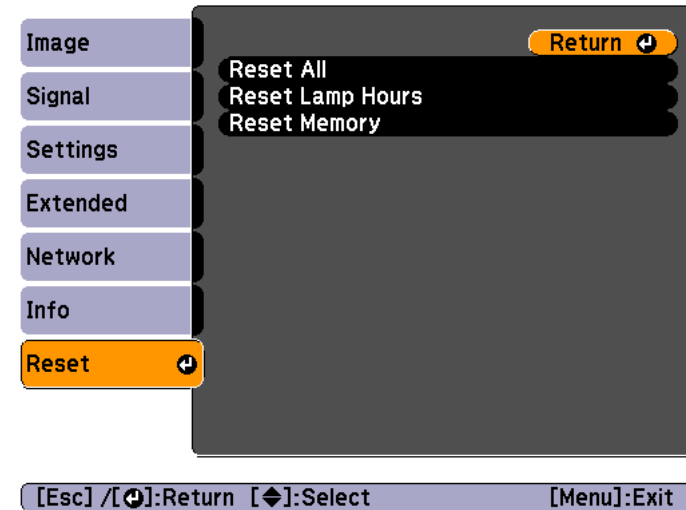 Image
Signal
Settings
Extended
Network
Info
Reset
Return
Reset All
Reset Lamp Hours
Reset Memory
[Esc] /[]:Return []:Select [Menu]:Exit